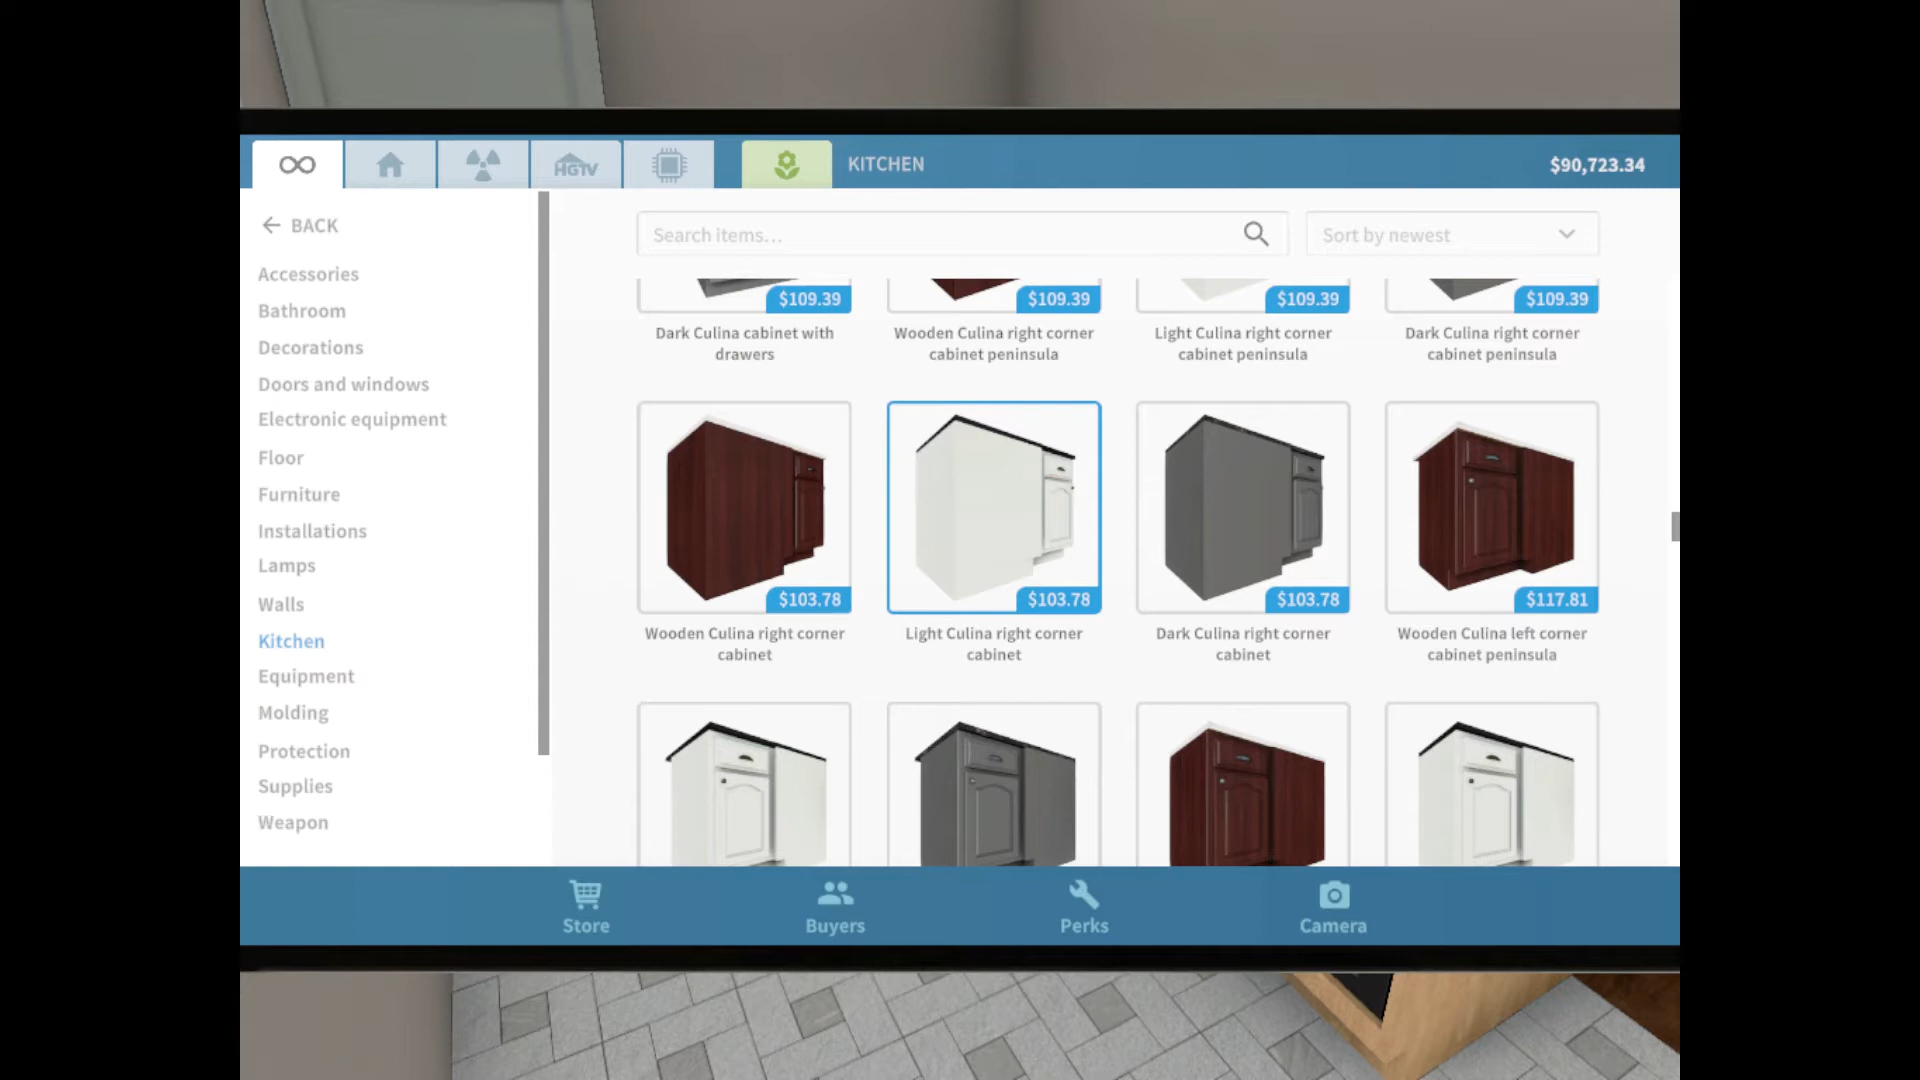 HGTV
KITCHEN
$90,723.34
BACK
Search items...
Sort by newest
Accessories
Bathroom
Decorations
Doors and windows
Electronic equipment
Floor
Furniture
Installations
Lamps
Walls
Kitchen
Equipment
Molding
Protection
Supplies
Weapon
$109.39
$109.39
$109.39
$109.39
Dark Culina cabinet with
drawers
Wooden Culina right corner
cabinet peninsula
Light Culina right corner
cabinet peninsula
Dark Culina right corner
cabinet peninsula
$103.78
$103.78
$103.78
$117.81
Wooden Culina right corner
cabinet
Light Culina right corner
cabinet
Dark Culina right corner
cabinet
Wooden Culina left corner
cabinet peninsula
Store
Buyers
Perks
Camera